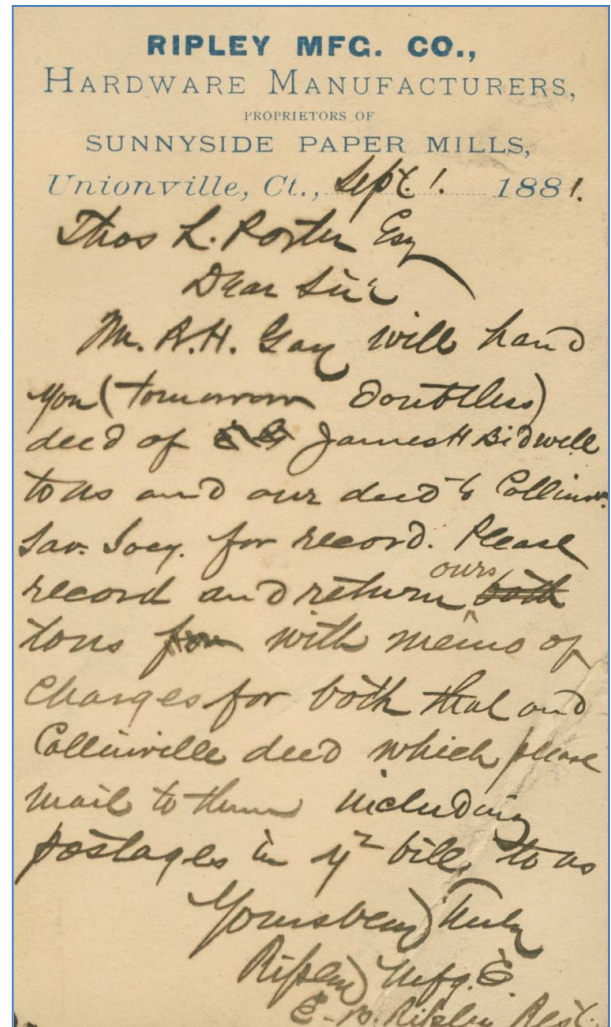 RIPLEY MFG. CO.,
HARDWARE MANUFACTURERS,
PROPRIETORS OF
SUNNYSIDE PAPER MILLS,
Unionville, Ct., Sept. 1. 1881.
Thos L. Porter Esq
Dear Sir
Mr. A.H. Gay will hand
you (tomorrow doubtless)
deed of James H Bidwell
to us and our deed to Collinsv.
Sav. Socy. for record. Please
record and return ours both
to us with memo of
charges for both that and
Collinsville deed which please
mail to them including
postages in yr bill to us
Yours very truly
Ripley Mfg. Co
E. B. Ripley Prest.